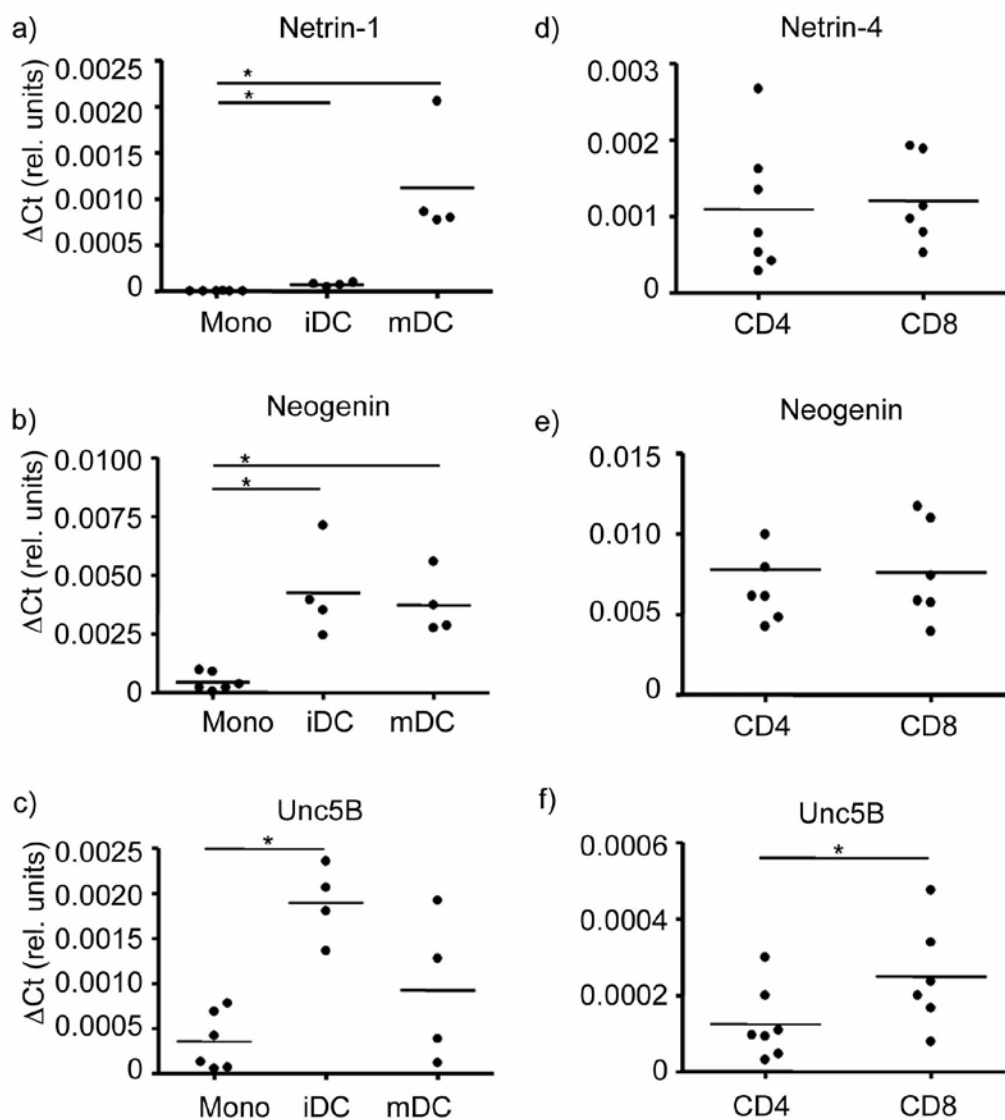 a)
Netrin-1
ΔCt (rel. units)
0.0025
0.0020
0.0010
0.0005
0
*
*
Mono iDC mDC
d)
Netrin-4
0.003
0.002
0.001
0
CD4 CD8
b)
Neogenin
ΔCt (rel. units)
0.0100
0.0075
0.0050
0.0025
0
*
*
Mono iDC mDC
e)
Neogenin
0.015
0.010
0.005
0
CD4 CD8
c)
Unc5B
ΔCt (rel. units)
0.0025
0.0020
0.0015
0.0010
0.0005
0
*
Mono iDC mDC
f)
Unc5B
0.0006
0.0004
0.0002
0
*
CD4 CD8